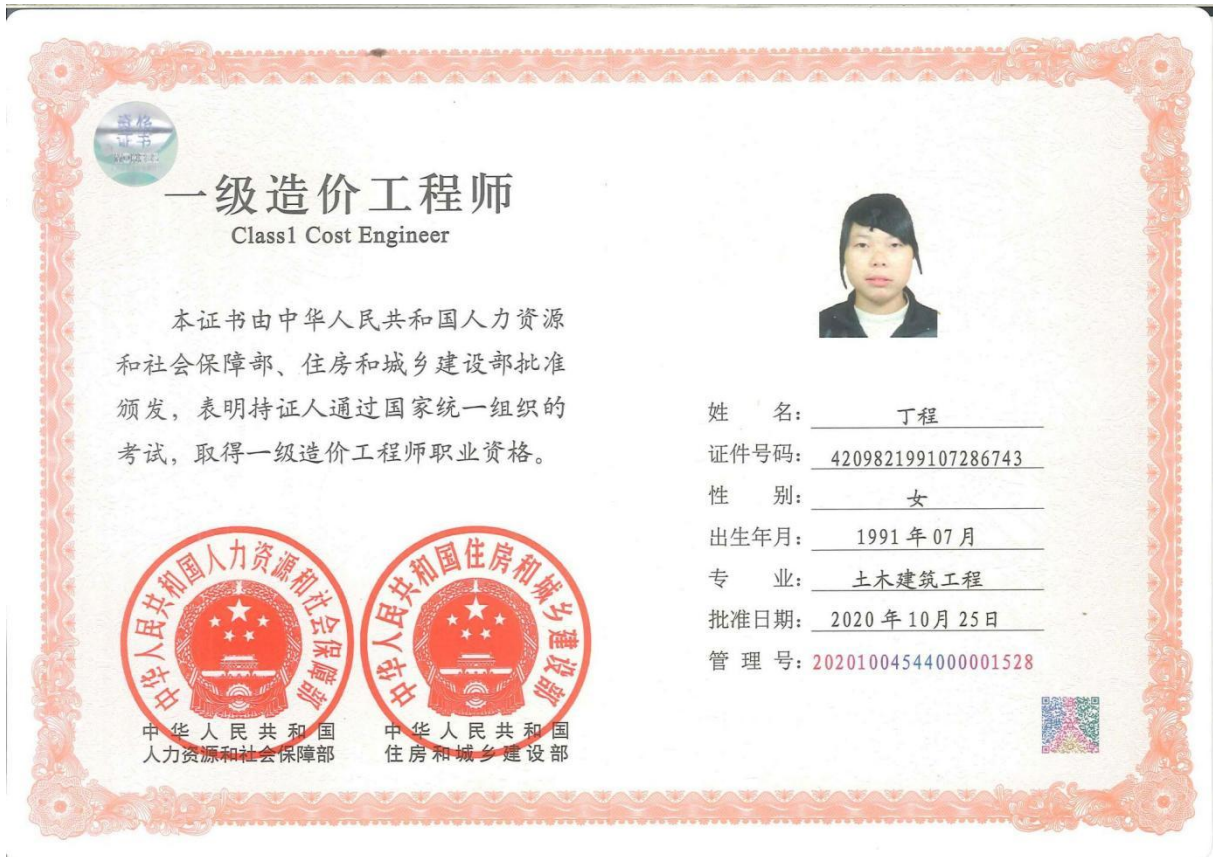 资格
证书
一级造价工程师
Class1 Cost Engineer
本证书由中华人民共和国人力资源
和社会保障部、住房和城乡建设部批准
颁发，表明持证人通过国家统一组织的
考试，取得一级造价工程师职业资格。
中华人民共和国人力资源和社会保障部
中华人民共和国住房和城乡建设部
中华人民共和国
人力资源和社会保障部
中华人民共和国
住房和城乡建设部
姓 名：丁程
证件号码：420982199107286743
性 别：女
出生年月：1991年07月
专 业：土木建筑工程
批准日期：2020年10月25日
管 理 号：20201004544000001528